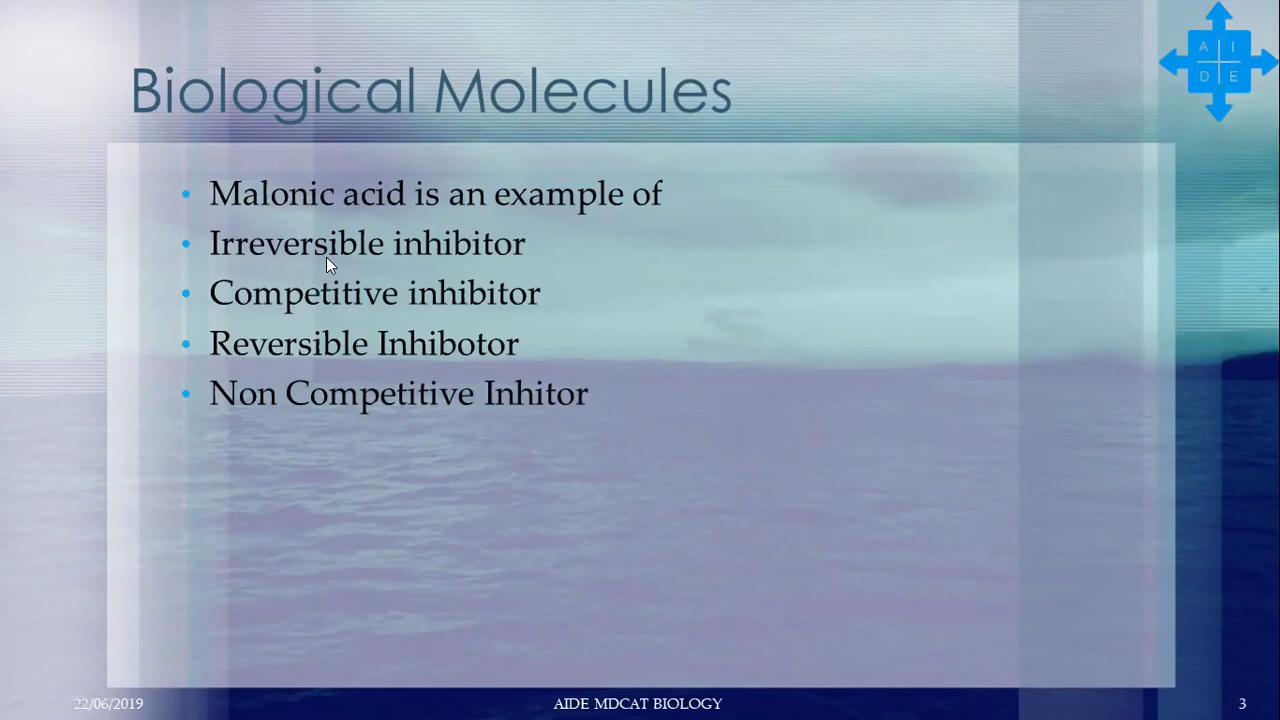 A I
D E
Biological Molecules
• Malonic acid is an example of
• Irreversible inhibitor
• Competitive inhibitor
• Reversible Inhibotor
• Non Competitive Inhitor
22/06/2019 AIDE MDCAT BIOLOGY 3